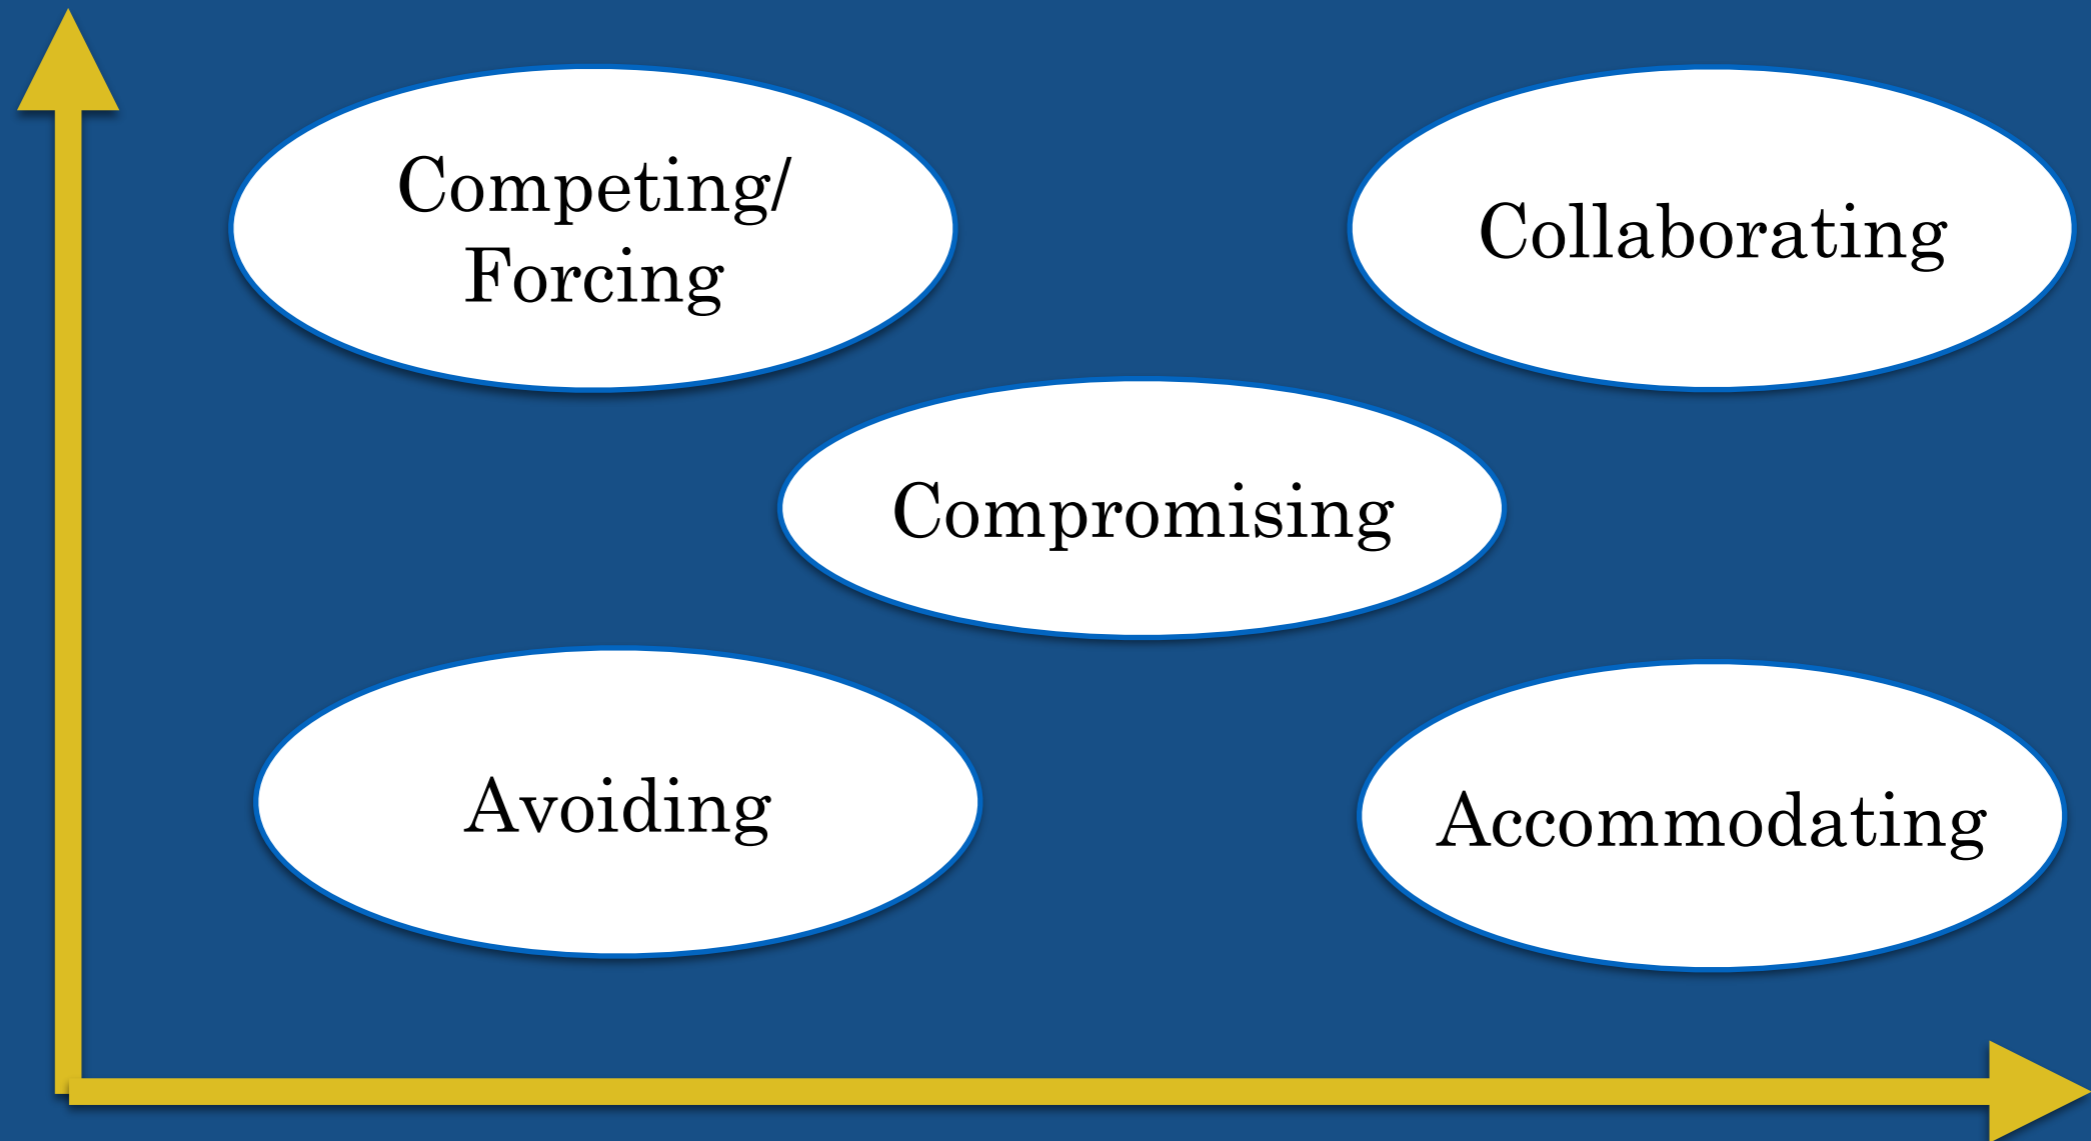 Competing/
Forcing
Collaborating
Compromising
Avoiding
Accommodating